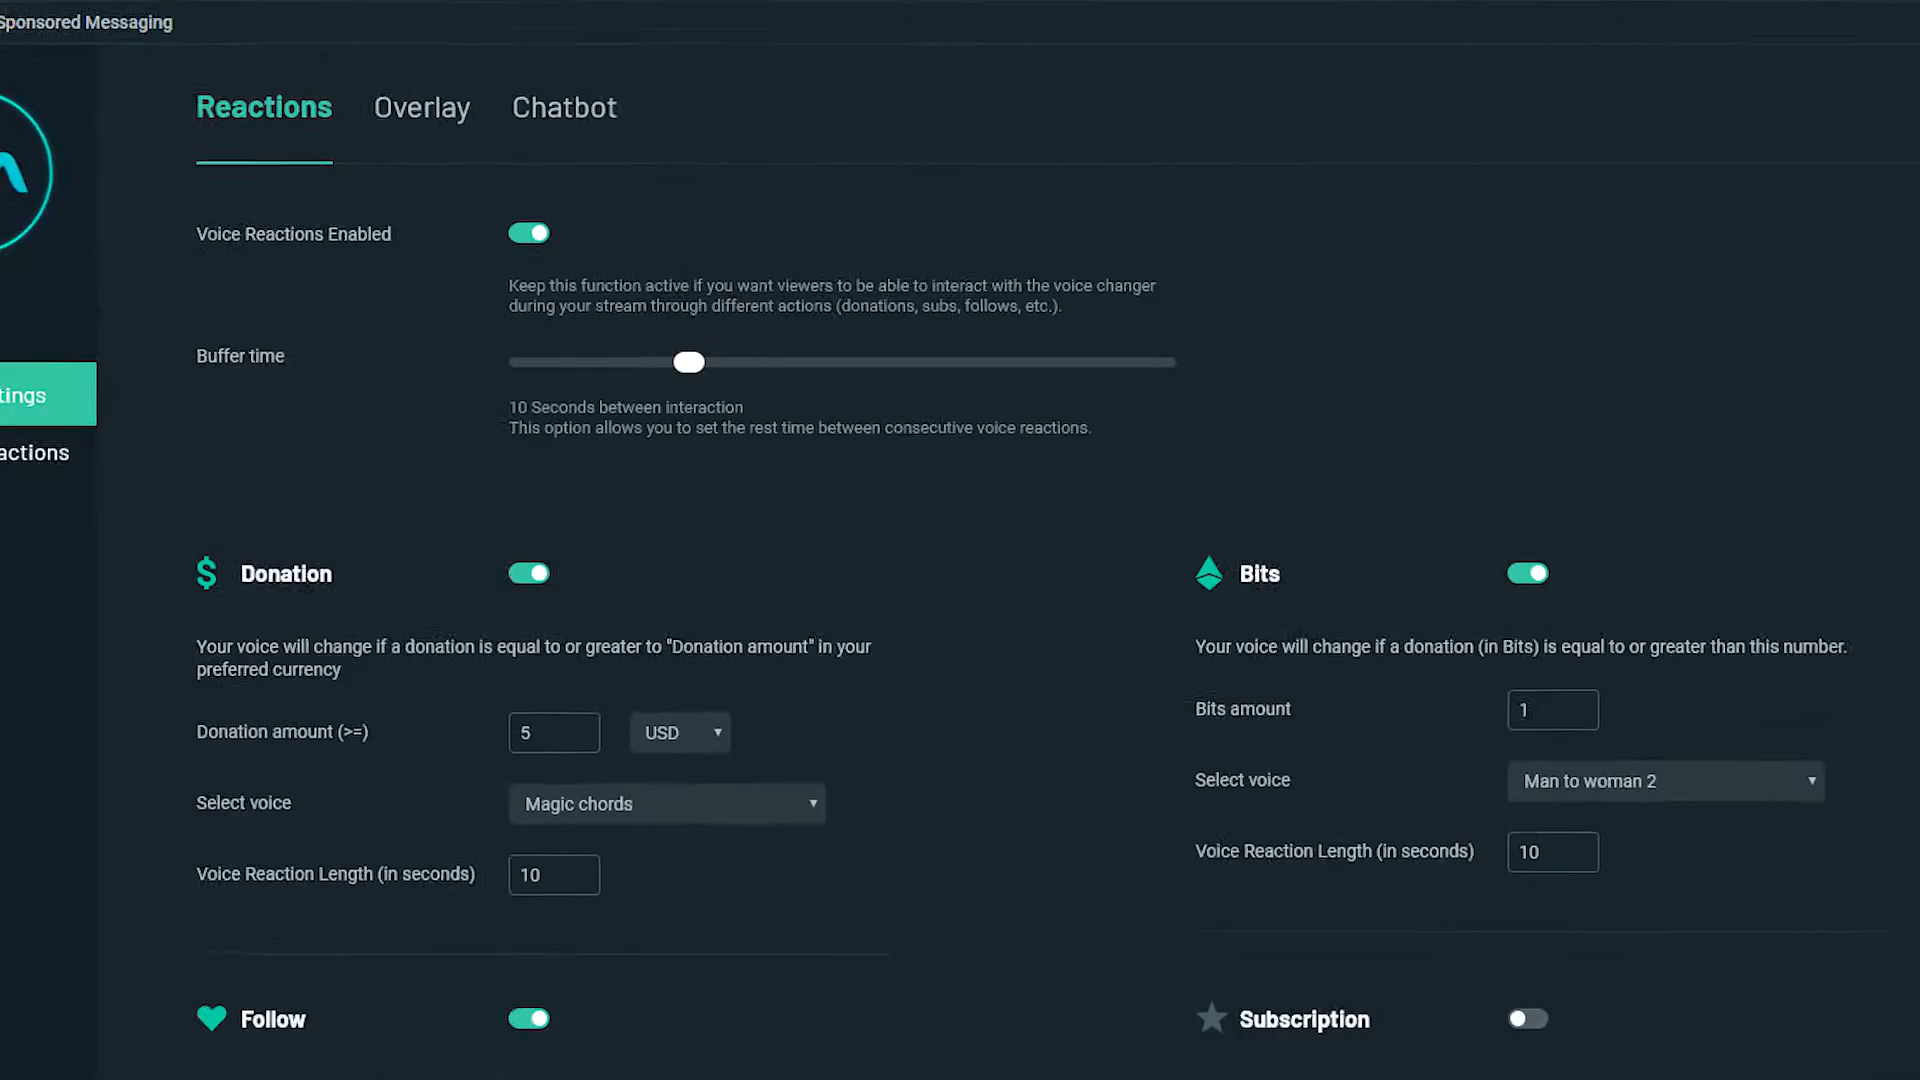 Sponsored Messaging
Reactions
Overlay
Chatbot
Voice Reactions Enabled
Keep this function active if you want viewers to be able to interact with the voice changer
during your stream through different actions (donations, subs, follows, etc.).
Buffer time
10 Seconds between interaction
This option allows you to set the rest time between consecutive voice reactions.
tings
actions
Donation
Your voice will change if a donation is equal to or greater to "Donation amount" in your
preferred currency
Donation amount (>=)
5
USD
Select voice
Magic chords
Voice Reaction Length (in seconds)
10
Bits
Your voice will change if a donation (in Bits) is equal to or greater than this number.
Bits amount
1
Select voice
Man to woman 2
Voice Reaction Length (in seconds)
10
Follow
Subscription